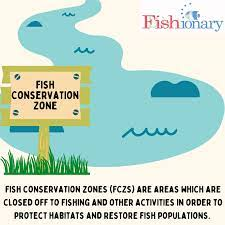 Fishionary
FISH
CONSERVATION
ZONE
FISH CONSERVATION ZONES (FCZS) ARE AREAS WHICH ARE
CLOSED OFF TO FISHING AND OTHER ACTIVITIES IN ORDER TO
PROTECT HABITATS AND RESTORE FISH POPULATIONS.